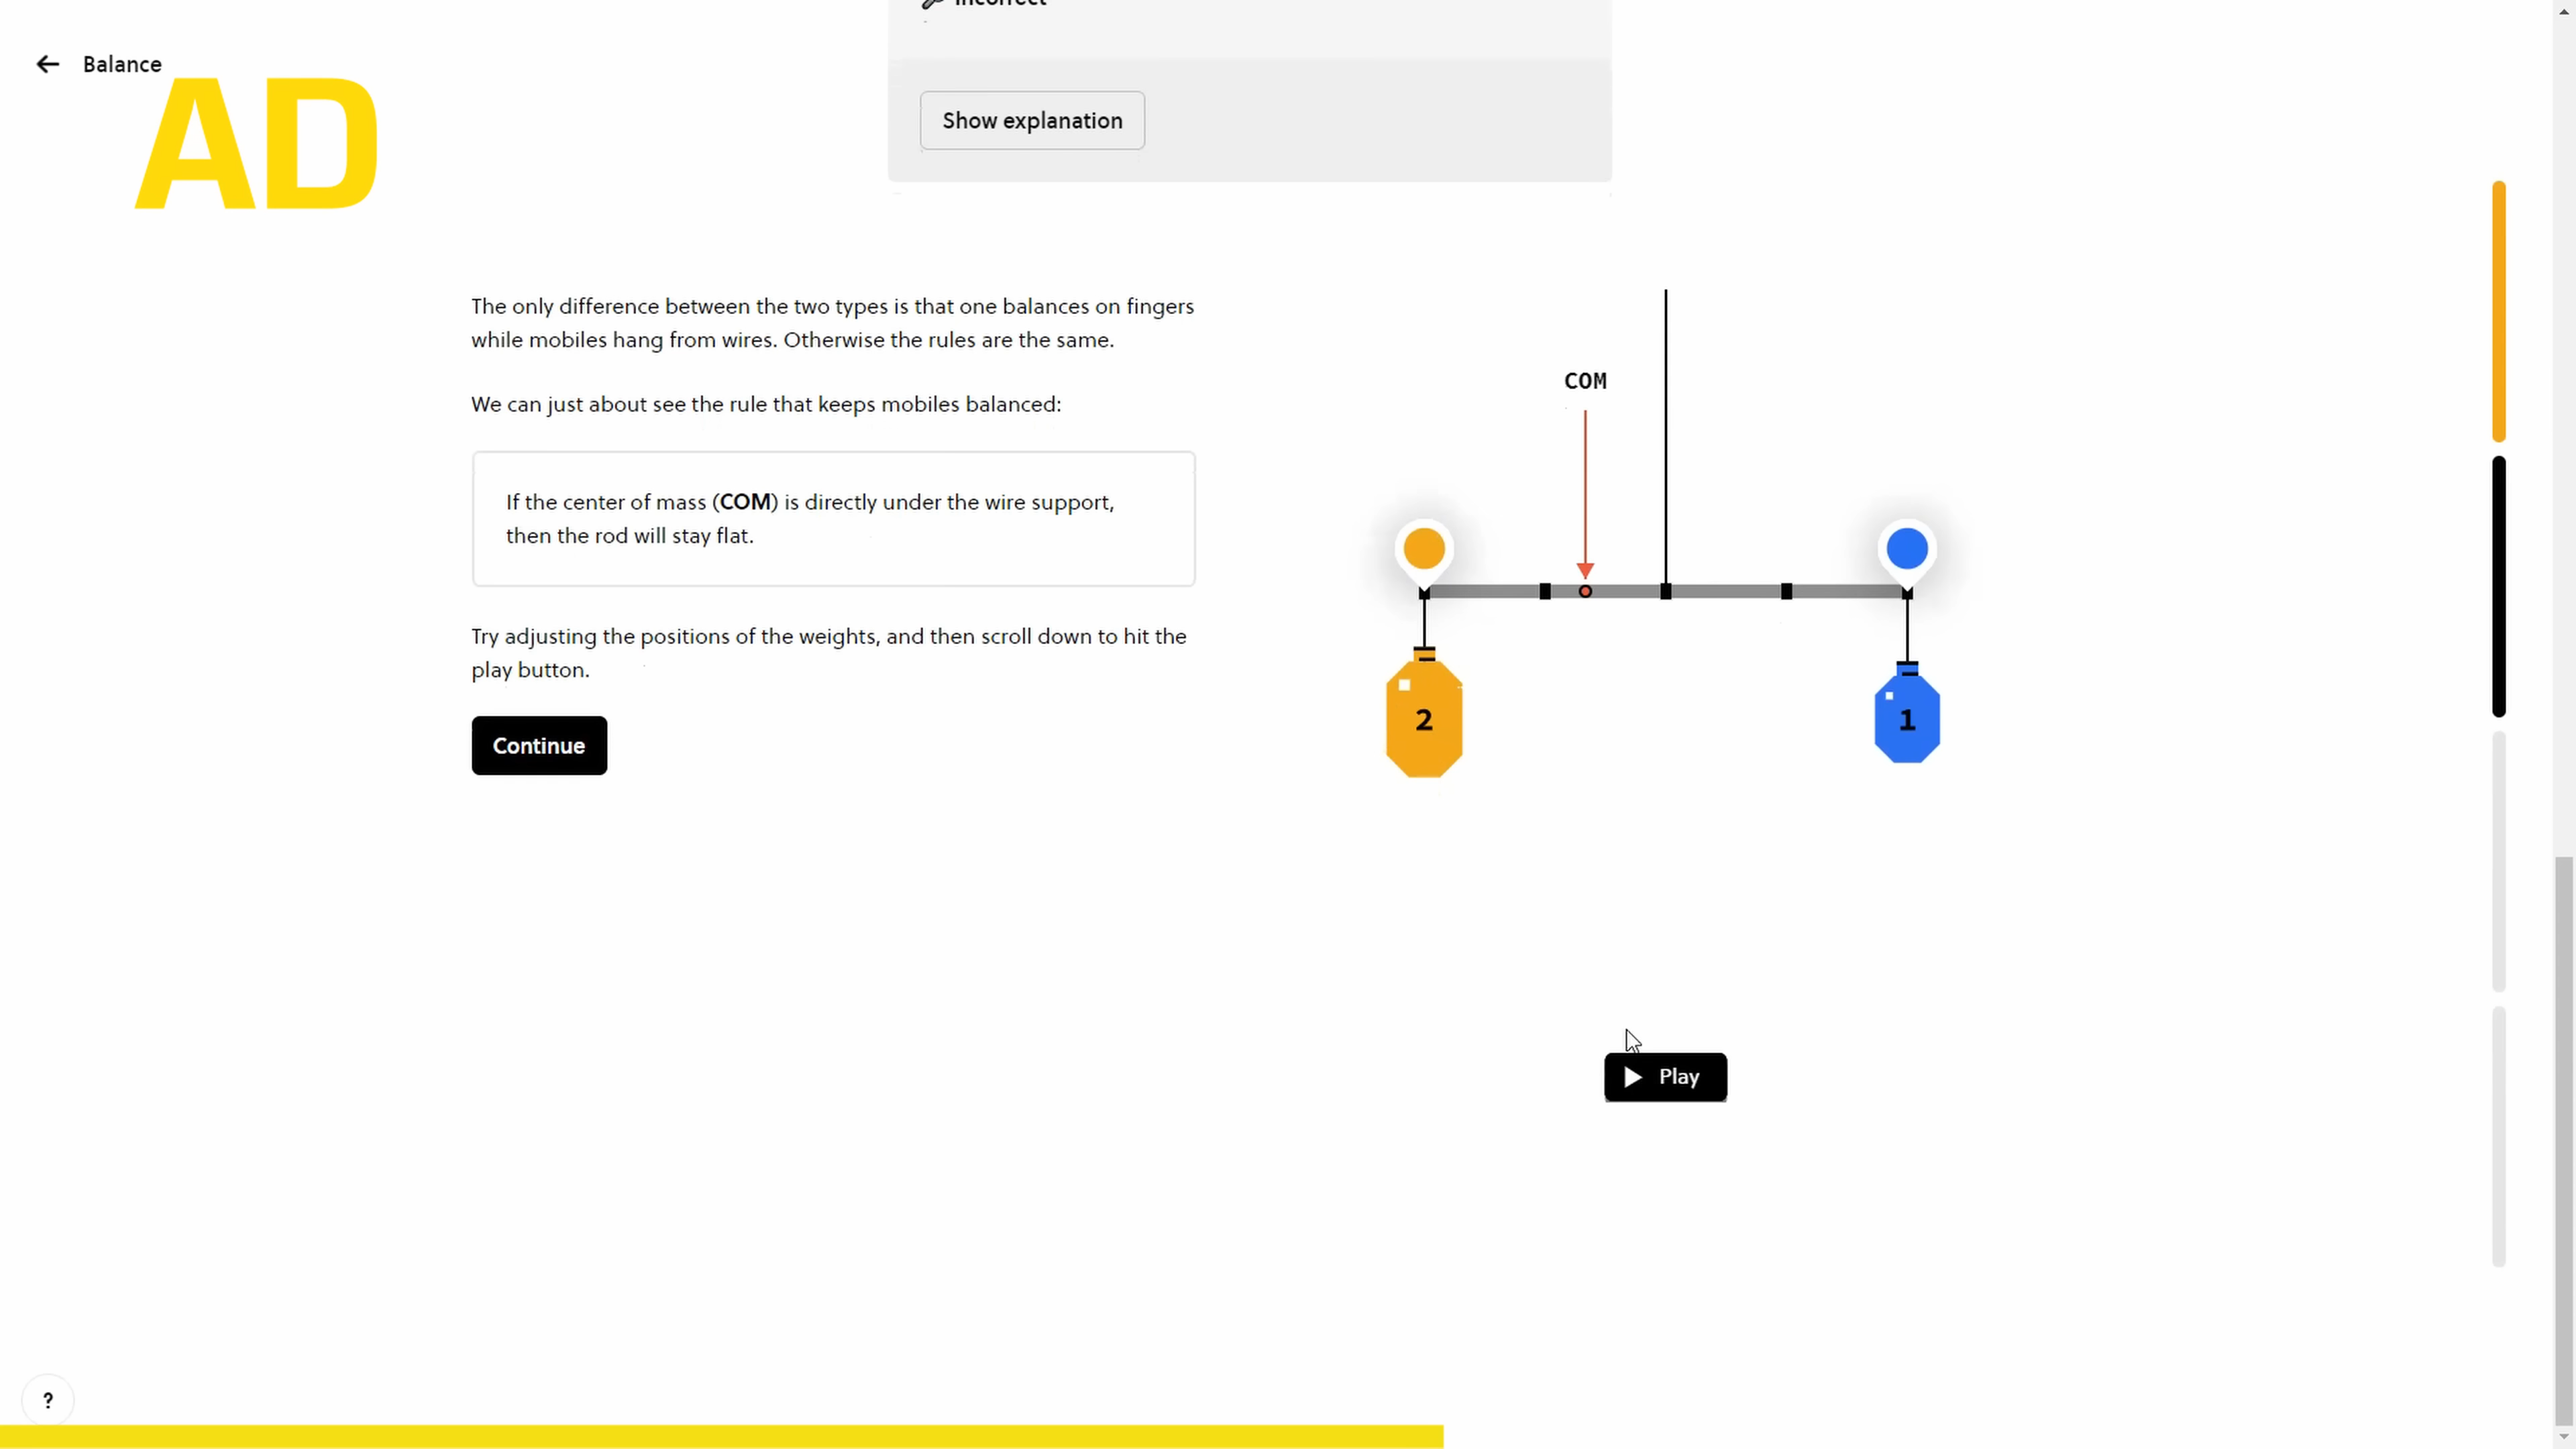 Incorrect
Balance
AD
Show explanation
The only difference between the two types is that one balances on fingers
while mobiles hang from wires. Otherwise the rules are the same.
We can just about see the rule that keeps mobiles balanced:
If the center of mass (COM) is directly under the wire support,
then the rod will stay flat.
Try adjusting the positions of the weights, and then scroll down to hit the
play button.
Continue
COM
2
1
Play
?